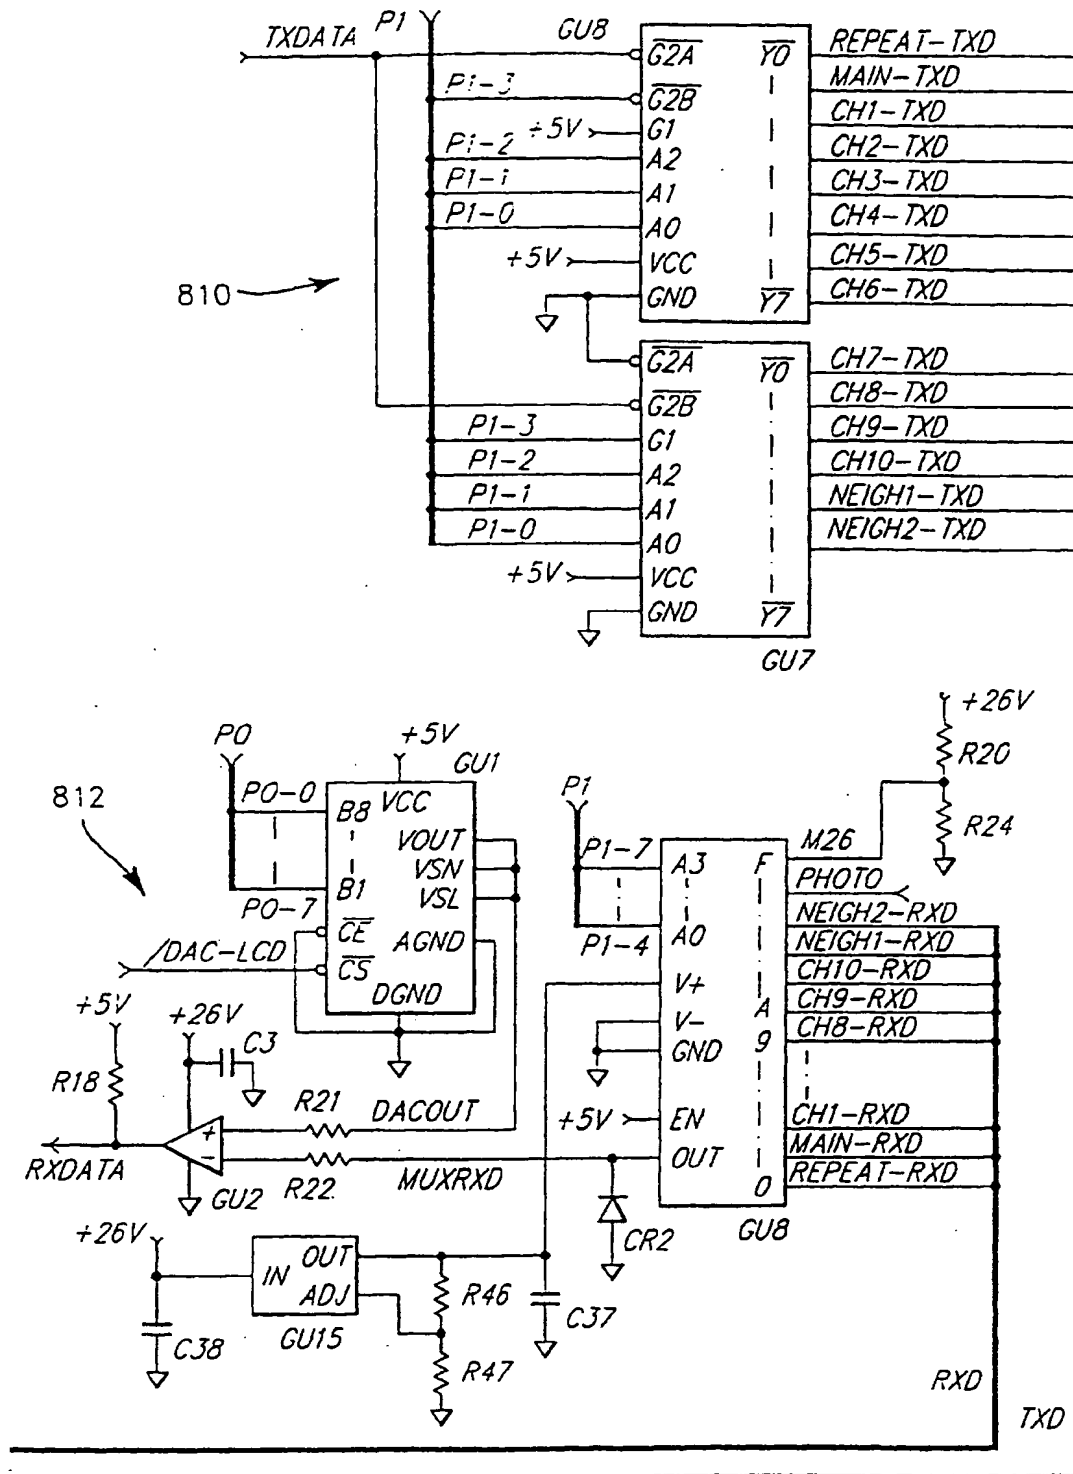 P1
GU8
TXDATA
G2A Y0 REPEAT-TXD
P1-3 G2B MAIN-TXD
+5V G1 CH1-TXD
P1-2 A2 CH2-TXD
P1-1 A1 CH3-TXD
P1-0 A0 CH4-TXD
+5V VCC CH5-TXD
810 GND Y7 CH6-TXD
G2A Y0 CH7-TXD
G2B CH8-TXD
P1-3 G1 CH9-TXD
P1-2 A2 CH10-TXD
P1-1 A1 NEIGH1-TXD
P1-0 A0 NEIGH2-TXD
+5V VCC
GND Y7
GU7
+26V
R20
R24
P0
+5V
GU1
812
P0-0
VCC
B8
VOUT
VSN
B1
VSL
P0-7
CE
AGND
/DAC-LCD
CS
DGND
P1
P1-7 A3 F M26
PHOTO
P1-4 A0 NEIGH2-RXD
NEIGH1-RXD
V+ CH10-RXD
A CH9-RXD
V- CH8-RXD
GND 9
+5V EN CH1-RXD
OUT MAIN-RXD
0 REPEAT-RXD
GU8
+5V
+26V
C3
R18
R21
DACOUT
+
-
RXDATA
GU2
R22
MUXRXD
CR2
+26V
OUT
IN
ADJ
R46
C37
C38
GU15
R47
RXD
TXD